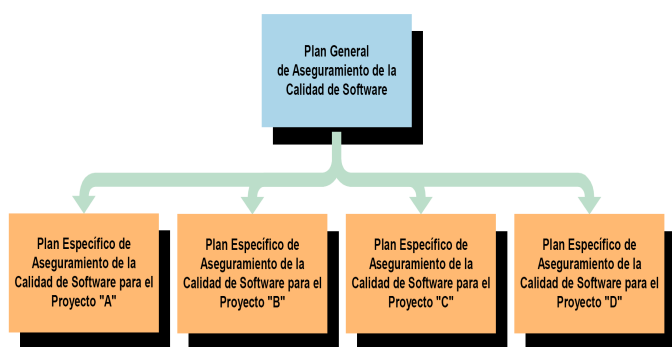 Plan General
de Aseguramiento de la
Calidad de Software
Plan Específico de
Aseguramiento de la
Calidad de Software para el
Proyecto "A"
Plan Específico de
Aseguramiento de la
Calidad de Software para el
Proyecto "B"
Plan Específico de
Aseguramiento de la
Calidad de Software para el
Proyecto "C"
Plan Específico de
Aseguramiento de la
Calidad de Software para el
Proyecto "D"